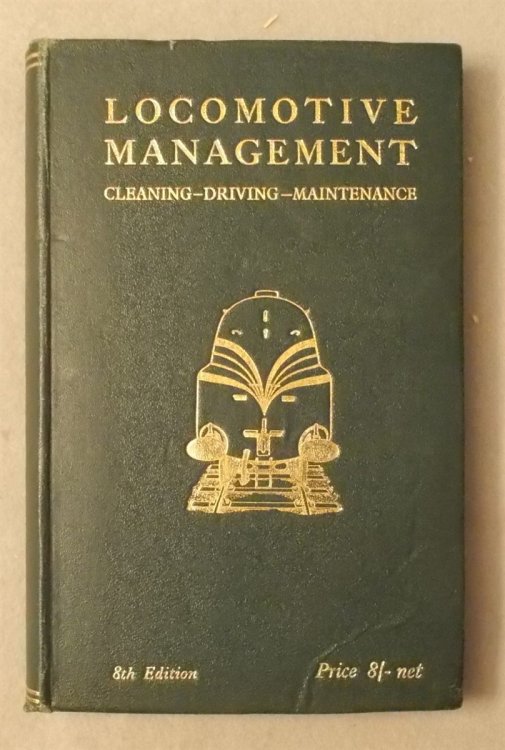 LOCOMOTIVE
MANAGEMENT
CLEANING–DRIVING–MAINTENANCE
8th Edition Price 8/- net